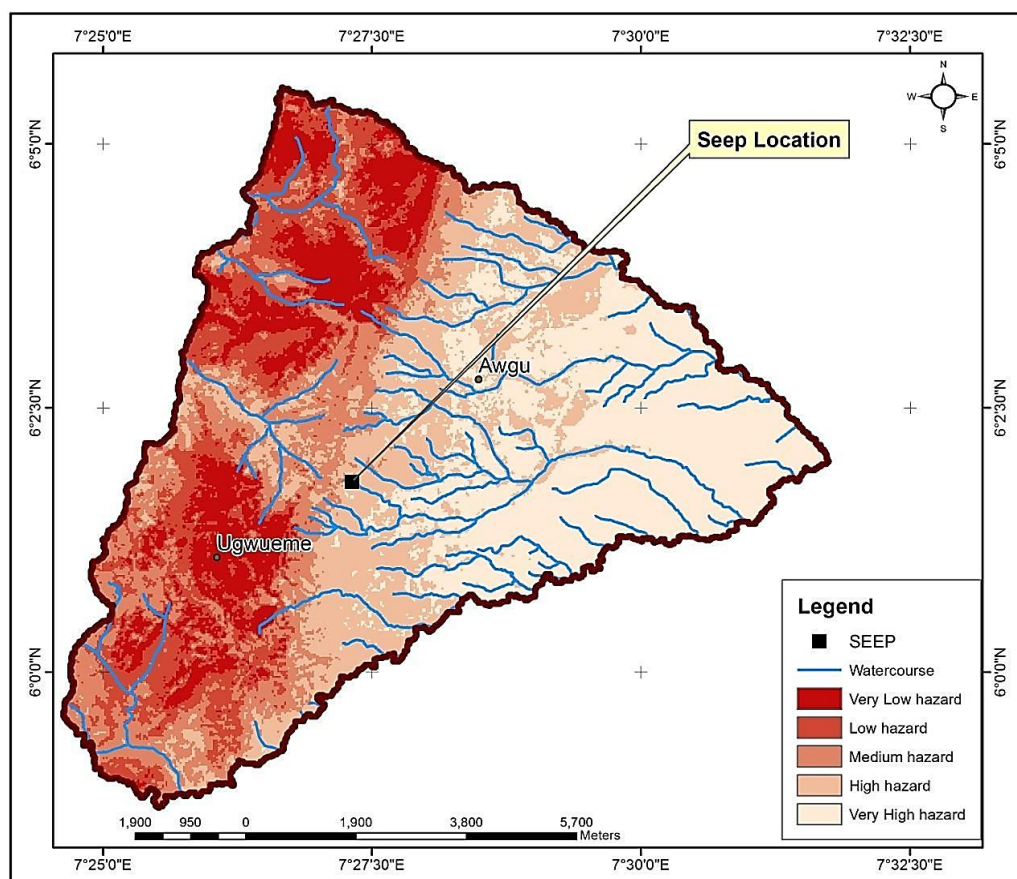 7°25'0"E 7°27'30"E 7°30'0"E 7°32'30"E
N
W E
S
6°5'0"N 6°5'0"N
Seep Location
Awgu
6°2'30"N 6°2'30"N
Ugwueme
6°0'0"N 6°0'0"N
Legend
SEEP
Watercourse
Very Low hazard
Low hazard
Medium hazard
High hazard
Very High hazard
1,900 950 0 1,900 3,800 5,700
Meters
7°25'0"E 7°27'30"E 7°30'0"E 7°32'30"E